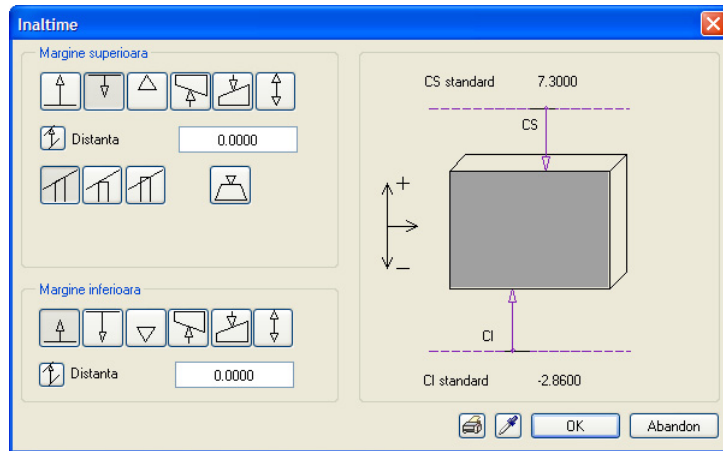 Inaltime
Margine superioara
Distanta 0.0000
Margine inferioara
Distanta 0.0000
CS standard 7.3000
CS
+
−
CI
CI standard -2.8600
OK Abandon